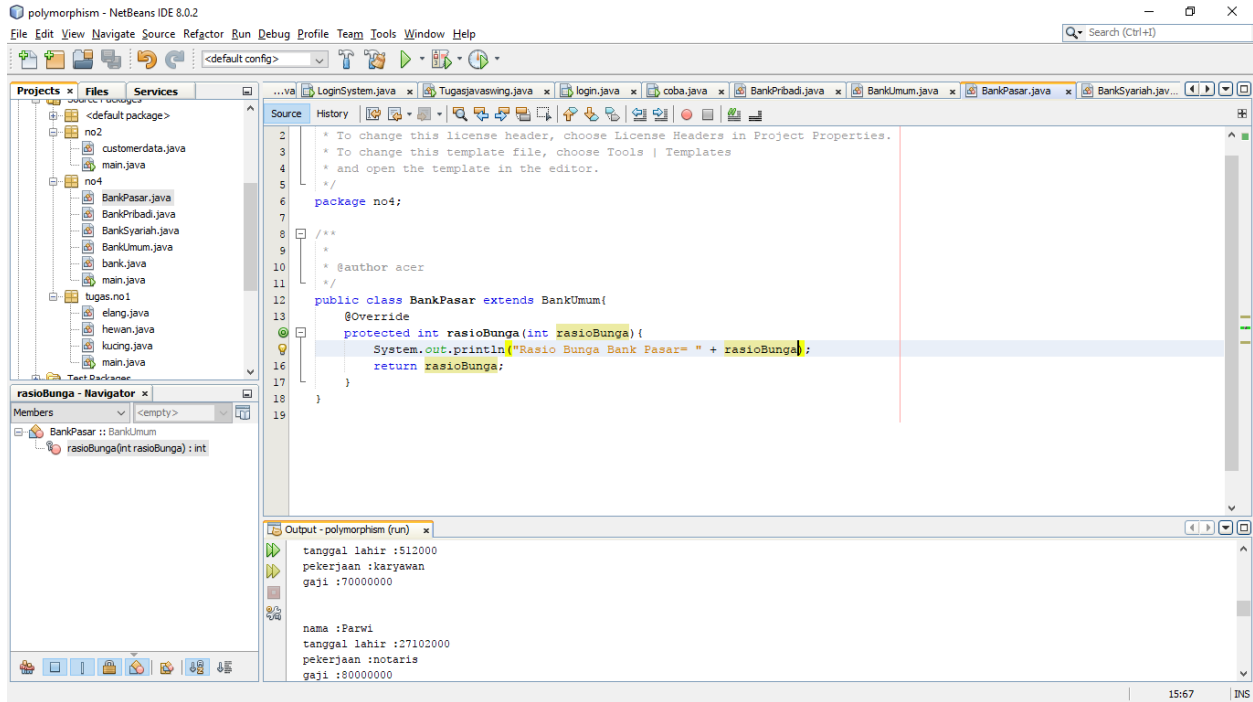 polymorphism - NetBeans IDE 8.0.2
File Edit View Navigate Source Refactor Run Debug Profile Team Tools Window Help
Search (Ctrl+I)
<default config>
Projects Files Services
...va LoginSystem.java Tugasjavaswing.java login.java coba.java BankPribadi.java BankUmum.java BankPasar.java BankSyariah.jav...
Source Packages
<default package>
no2
customerdata.java
main.java
no4
BankPasar.java
BankPribadi.java
BankSyariah.java
BankUmum.java
bank.java
main.java
tugas.no1
elang.java
hewan.java
kucing.java
main.java
Test Packages
Source History
2 * To change this license header, choose License Headers in Project Properties.
3 * To change this template file, choose Tools | Templates
4 * and open the template in the editor.
5 */
6 package no4;
7
8 /**
9 *
10 * @author acer
11 */
12 public class BankPasar extends BankUmum{
13 @Override
protected int rasioBunga(int rasioBunga){
System.out.println("Rasio Bunga Bank Pasar= " + rasioBunga);
16 return rasioBunga;
17 }
18 }
19
rasioBunga - Navigator
Members <empty>
BankPasar :: BankUmum
rasioBunga(int rasioBunga) : int
Output - polymorphism (run)
tanggal lahir :512000
pekerjaan :karyawan
gaji :70000000
nama :Parwi
tanggal lahir :27102000
pekerjaan :notaris
gaji :80000000
15:67 INS